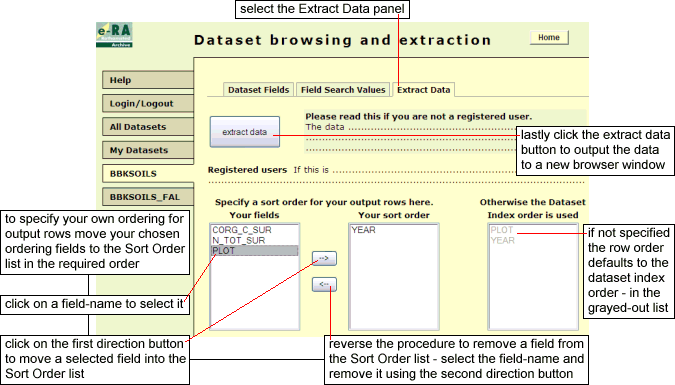 select the Extract Data panel
e-RA
Archive
Dataset browsing and extraction
Home
Help
Login/Logout
All Datasets
My Datasets
BBKSOILS
BBKSOILS_FAL
Dataset Fields
Field Search Values
Extract Data
extract data
Please read this if you are not a registered user.
The data ..................................................
Registered users If this is ..................................................
lastly click the extract data
button to output the data
to a new browser window
Specify a sort order for your output rows here.
Your fields
Your sort order
Otherwise the Dataset
Index order is used
CORG_C_SUR
N_TOT_SUR
PLOT
-->
<--
YEAR
PLOT
YEAR
to specify your own ordering for
output rows move your chosen
ordering fields to the Sort Order
list in the required order
click on a field-name to select it
click on the first direction button
to move a selected field into the
Sort Order list
reverse the procedure to remove a field from
the Sort Order list - select the field-name and
remove it using the second direction button
if not specified
the row order
defaults to the
dataset index
order - in the
grayed-out list